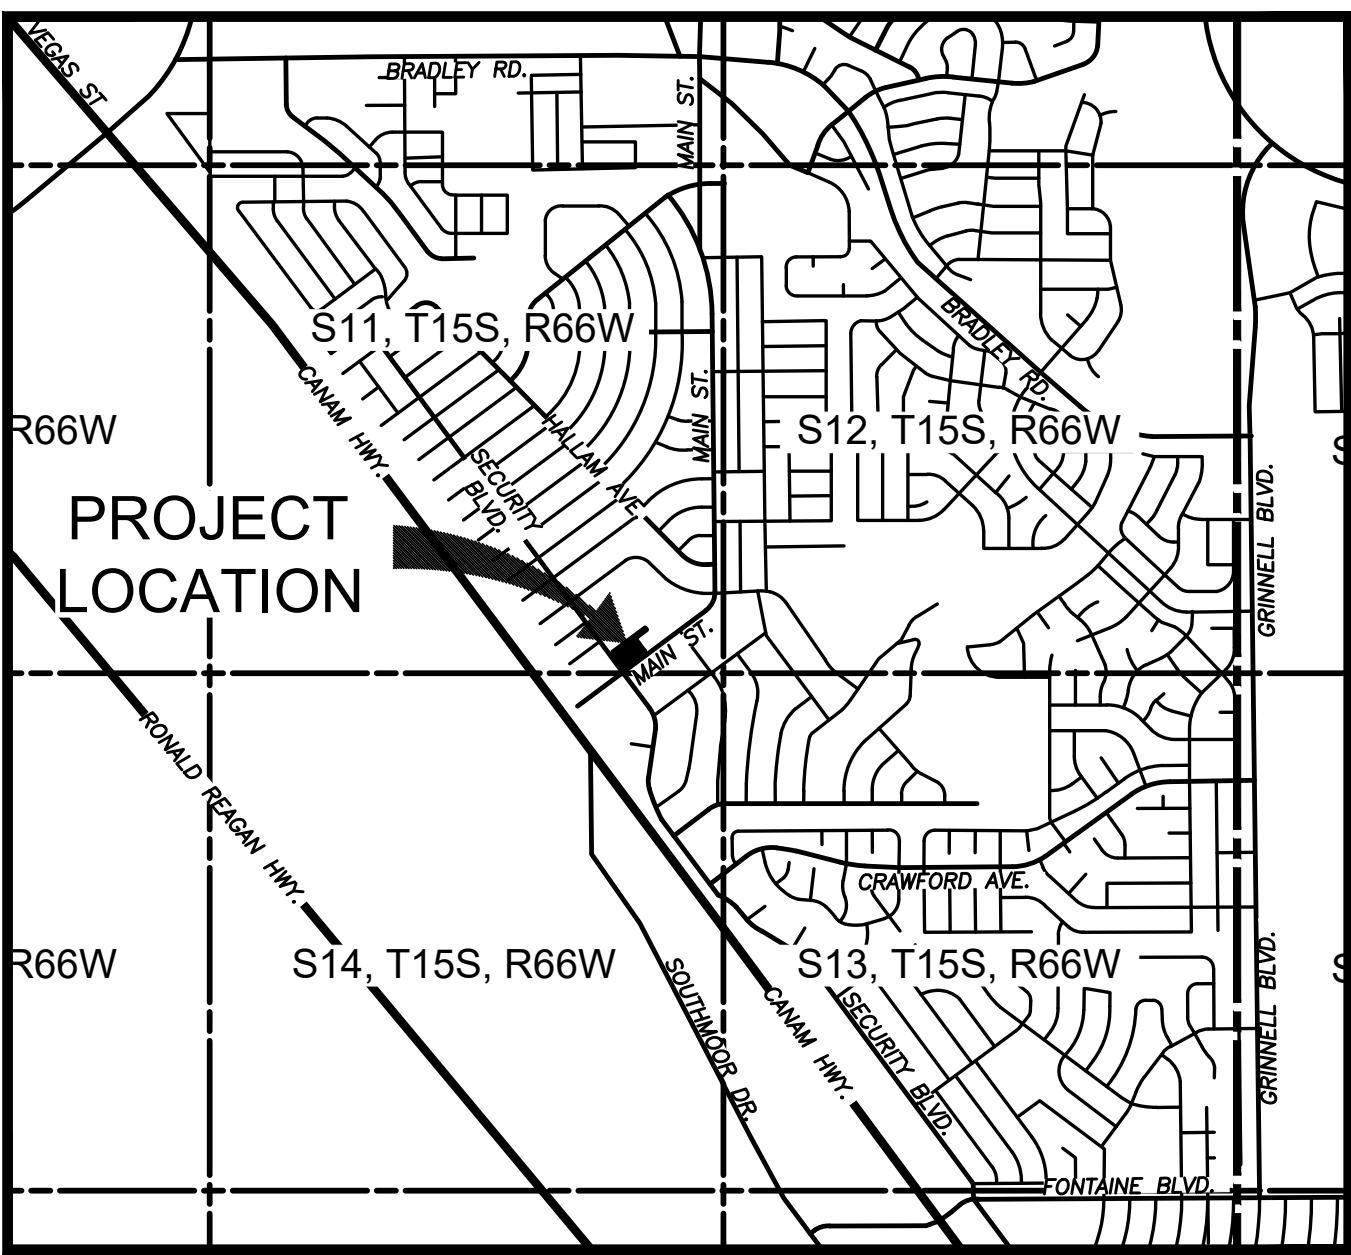 VEGAS ST
BRADLEY RD.
MAIN ST.
S11, T15S, R66W
BRADLEY RD.
CANAM HWY.
MAIN ST.
R66W
S12, T15S, R66W
HALLAM AVE.
SECURITY
BLVD.
GRINNELL BLVD.
PROJECT
LOCATION
MAIN ST.
RONALD REAGAN HWY.
CRAWFORD AVE.
R66W
S14, T15S, R66W
S13, T15S, R66W
GRINNELL BLVD.
SOUTHMOOR DR.
CANAM HWY.
SECURITY BLVD.
FONTAINE BLVD.